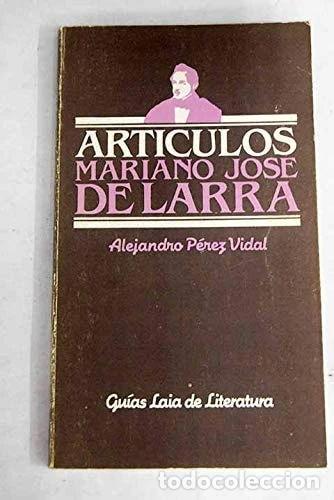 ARTICULOS
MARIANO JOSE
DE LARRA
Alejandro Pérez Vidal
Guías Laia de Literatura
todocoleccion